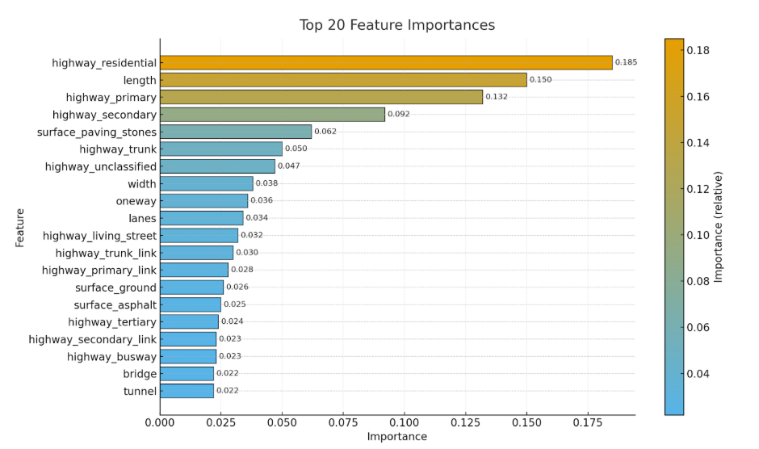 Top 20 Feature Importances
highway_residential 0.185
length 0.150
highway_primary 0.132
highway_secondary 0.092
surface_paving_stones 0.062
highway_trunk 0.050
highway_unclassified 0.047
width 0.038
oneway 0.036
lanes 0.034
highway_living_street 0.032
highway_trunk_link 0.030
highway_primary_link 0.028
surface_ground 0.026
surface_asphalt 0.025
highway_tertiary 0.024
highway_secondary_link 0.023
highway_busway 0.023
bridge 0.022
tunnel 0.022
Feature
0.000 0.025 0.050 0.075 0.100 0.125 0.150 0.175
Importance
0.18
0.16
0.14
0.12
0.10
0.08
0.06
0.04
Importance (relative)